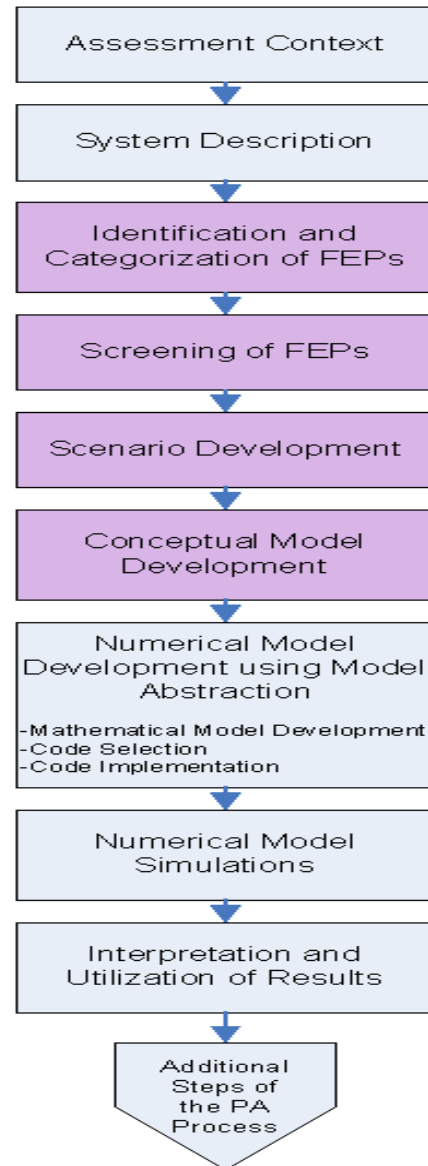 Assessment Context
System Description
Identification and
Categorization of FEPs
Screening of FEPs
Scenario Development
Conceptual Model
Development
Numerical Model
Development using Model
Abstraction
-Mathematical Model Development
-Code Selection
-Code Implementation
Numerical Model
Simulations
Interpretation and
Utilization of Results
Additional
Steps of
the PA
Process